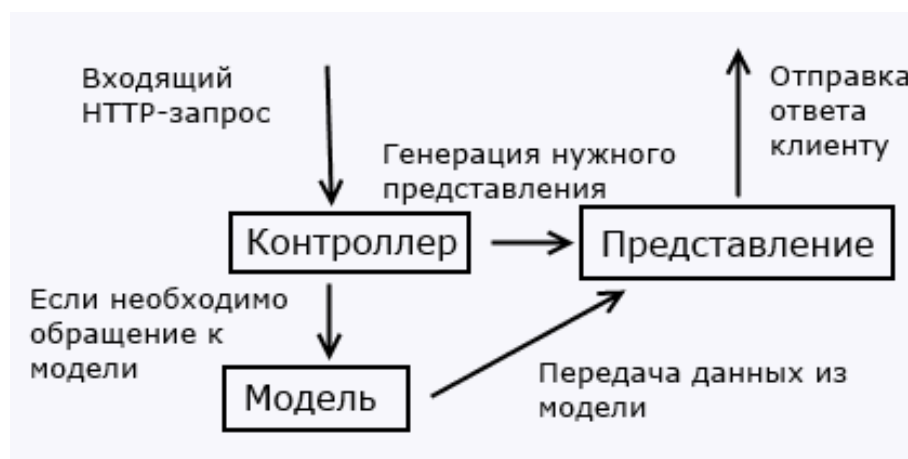 Входящий
HTTP-запрос
Отправка
ответа
клиенту
Генерация нужного
представления
Контроллер
Представление
Если необходимо
обращение к
модели
Модель
Передача данных из
модели